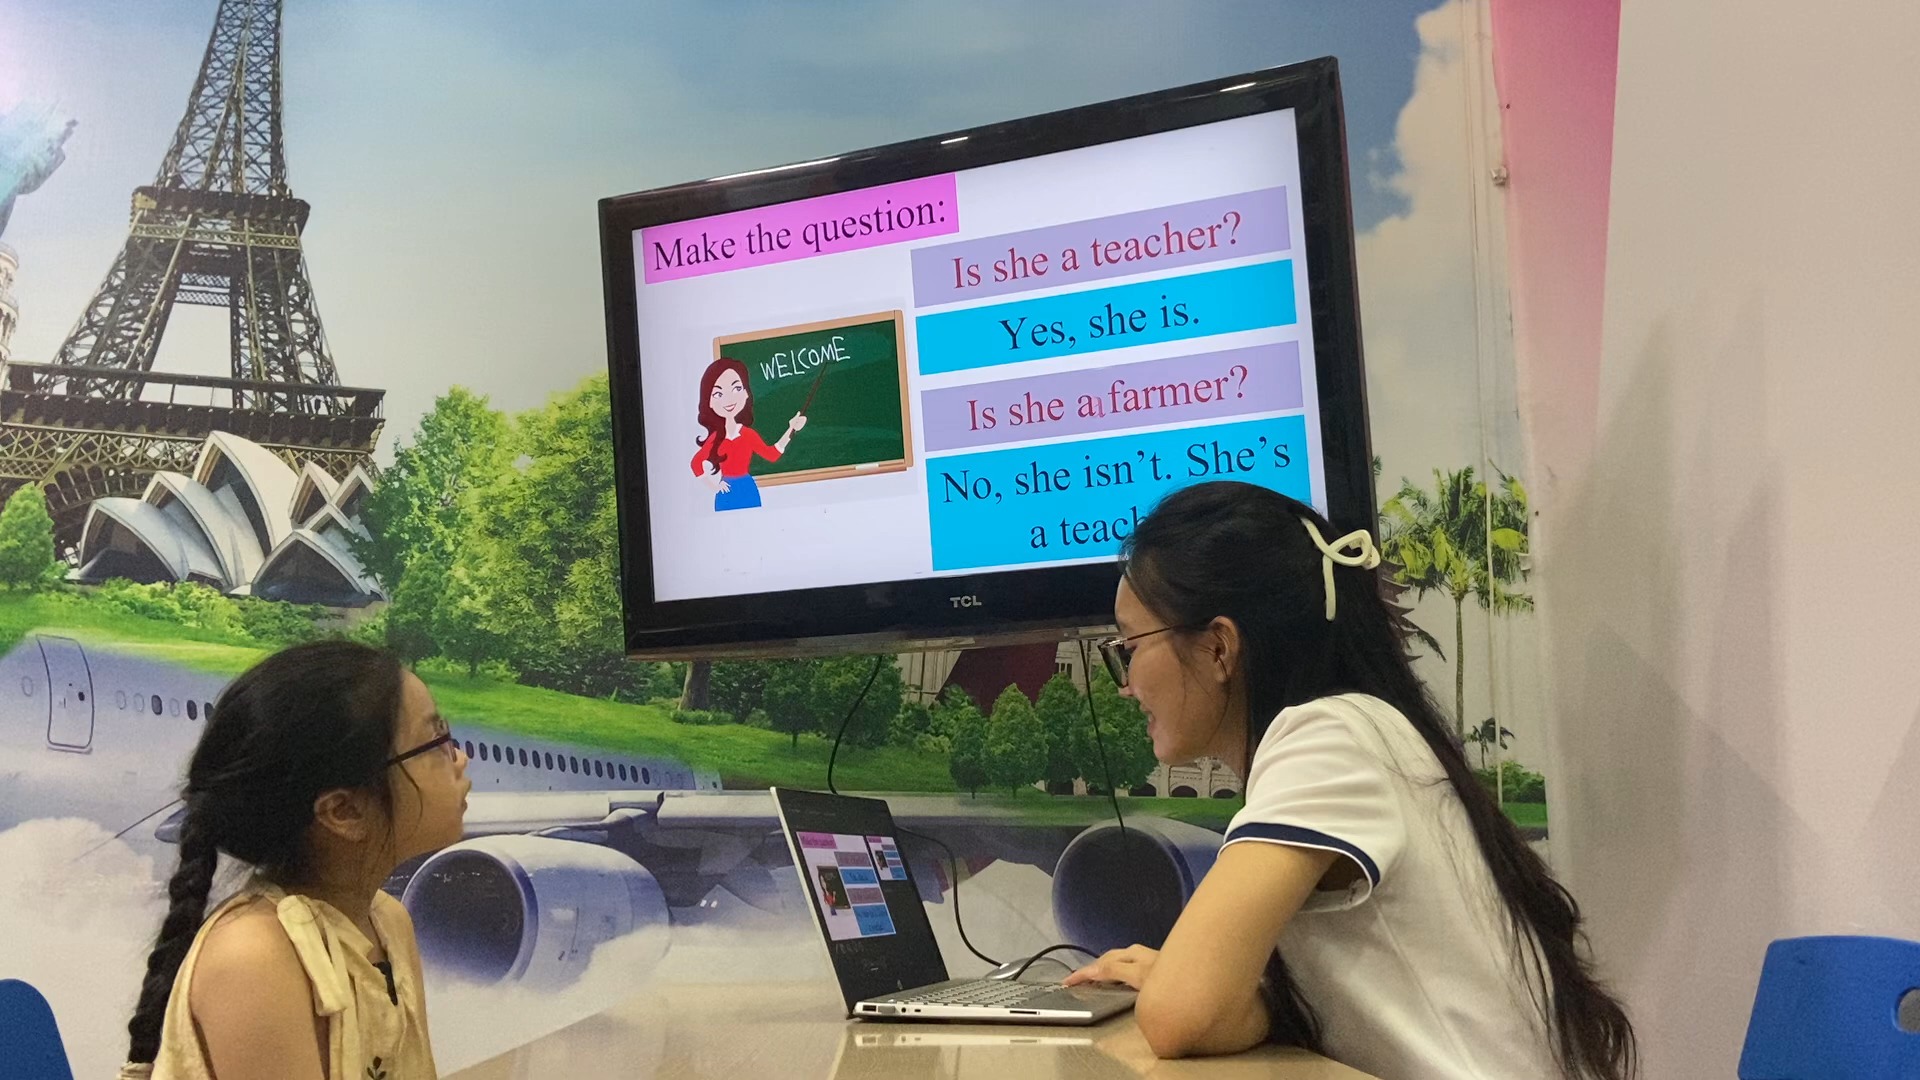 Make the question:
WELCOME
Is she a teacher?
Yes, she is.
Is she a farmer?
No, she isn't. She's
a
TCL